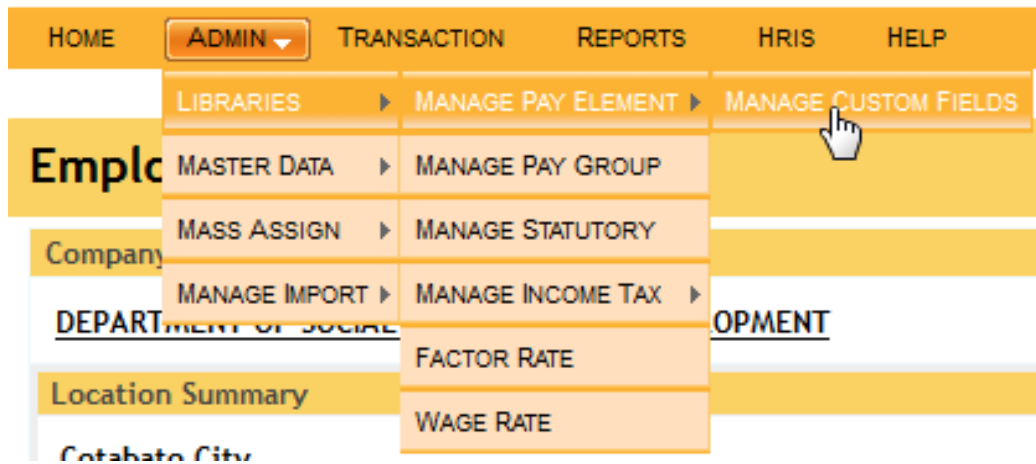 HOME ADMIN TRANSACTION REPORTS HRIS HELP
LIBRARIES MANAGE PAY ELEMENT MANAGE CUSTOM FIELDS
MASTER DATA MANAGE PAY GROUP
MASS ASSIGN MANAGE STATUTORY
Company
MANAGE IMPORT MANAGE INCOME TAX
FACTOR RATE
Location Summary
WAGE RATE
Cotabato City